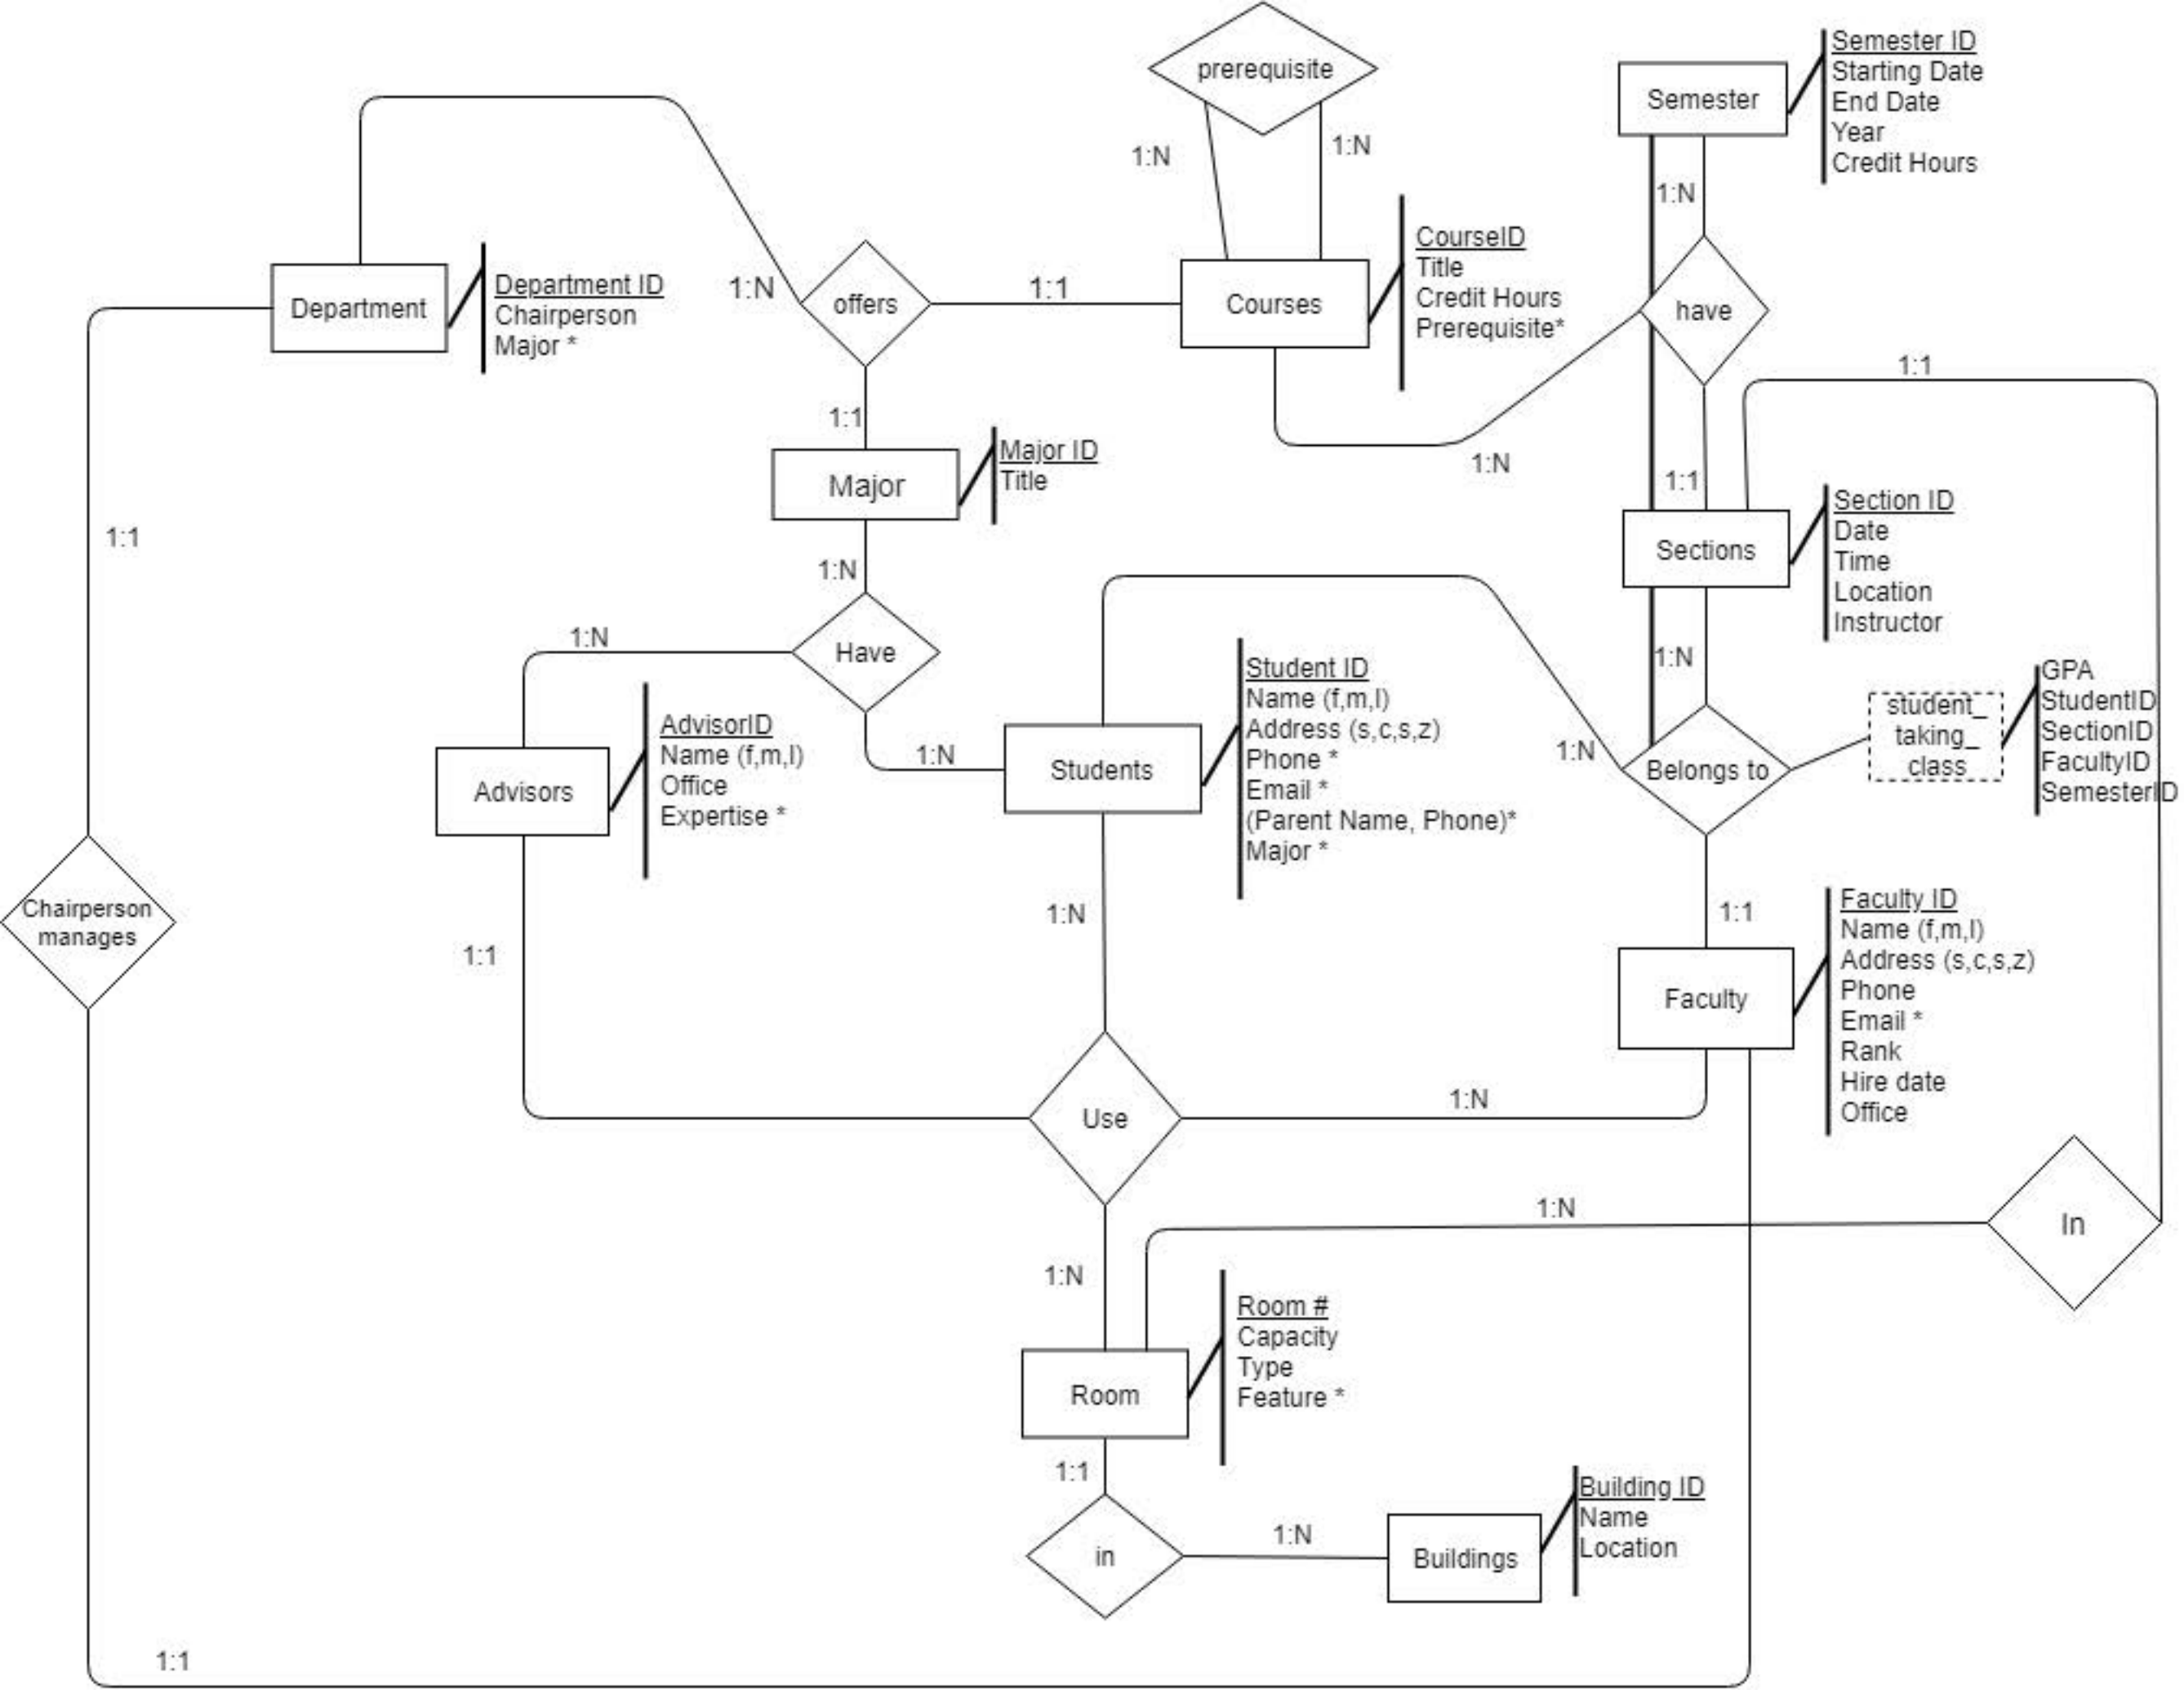 prerequisite
Semester
Semester ID
Starting Date
End Date
Year
Credit Hours
1:N
1:N
1:N
Department
Department ID
Chairperson
Major *
1:N
offers
1:1
Courses
CourseID
Title
Credit Hours
Prerequisite*
have
1:1
1:1
Major
Major ID
Title
1:N
1:1
Sections
Section ID
Date
Time
Location
Instructor
1:1
1:N
1:N
Have
1:N
1:N
Advisors
AdvisorID
Name (f,m,l)
Office
Expertise *
Students
Student ID
Name (f,m,l)
Address (s,c,s,z)
Phone *
Email *
(Parent Name, Phone)*
Major *
1:N
Belongs to
student_
taking_
class
GPA
StudentID
SectionID
FacultyID
SemesterID
Chairperson
manages
1:1
1:N
1:1
Faculty
Faculty ID
Name (f,m,l)
Address (s,c,s,z)
Phone
Email *
Rank
Hire date
Office
Use
1:N
1:N
In
1:N
Room
Room #
Capacity
Type
Feature *
1:1
in
1:N
Buildings
Building ID
Name
Location
1:1